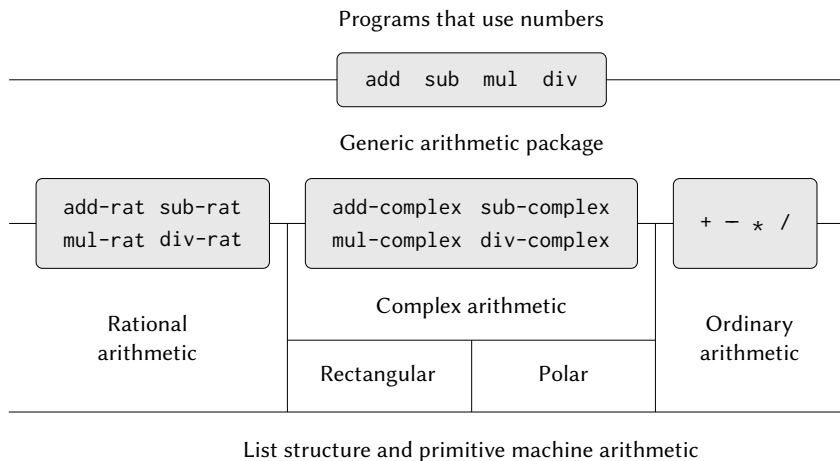 Programs that use numbers
add sub mul div
Generic arithmetic package
add-rat sub-rat
mul-rat div-rat
add-complex sub-complex
mul-complex div-complex
+ − * /
Rational
arithmetic
Complex arithmetic
Rectangular
Polar
Ordinary
arithmetic
List structure and primitive machine arithmetic